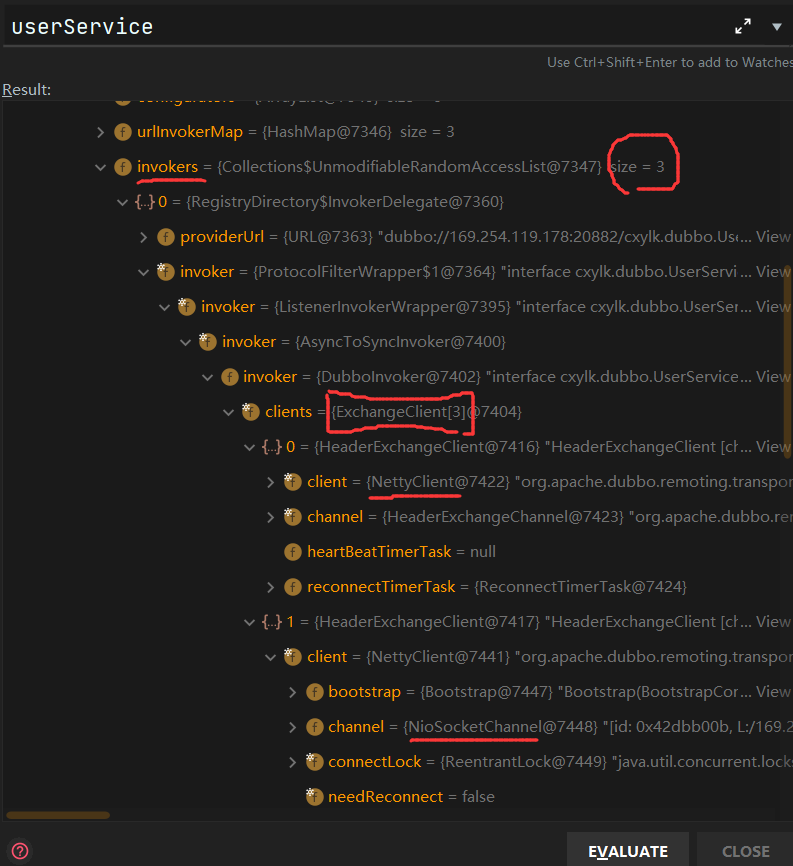 userService
Use Ctrl+Shift+Enter to add to Watches
Result:
urlInvokerMap = {HashMap@7346} size = 3
invokers = {Collections$UnmodifiableRandomAccessList@7347} size = 3
{...} 0 = {RegistryDirectory$InvokerDelegate@7360}
f providerUrl = {URL@7363} "dubbo://169.254.119.178:20882/cxylk.dubbo.Use... View
f invoker = {ProtocolFilterWrapper$1@7364} "interface cxylk.dubbo.UserServi... View
f invoker = {ListenerInvokerWrapper@7395} "interface cxylk.dubbo.UserSer... View
f invoker = {AsyncToSyncInvoker@7400}
f invoker = {DubboInvoker@7402} "interface cxylk.dubbo.UserService... View
f clients = {ExchangeClient[3]@7404}
{...} 0 = {HeaderExchangeClient@7416} "HeaderExchangeClient [ch... View
f client = {NettyClient@7422} "org.apache.dubbo.remoting.transpor
f channel = {HeaderExchangeChannel@7423} "org.apache.dubbo.re
f heartBeatTimerTask = null
f reconnectTimerTask = {ReconnectTimerTask@7424}
{...} 1 = {HeaderExchangeClient@7417} "HeaderExchangeClient [ch... View
f client = {NettyClient@7441} "org.apache.dubbo.remoting.transpor
f bootstrap = {Bootstrap@7447} "Bootstrap(BootstrapCor... View
f channel = {NioSocketChannel@7448} "[id: 0x42dbb00b, L:/169.2
f connectLock = {ReentrantLock@7449} "java.util.concurrent.locks
f needReconnect = false
? EVALUATE CLOSE